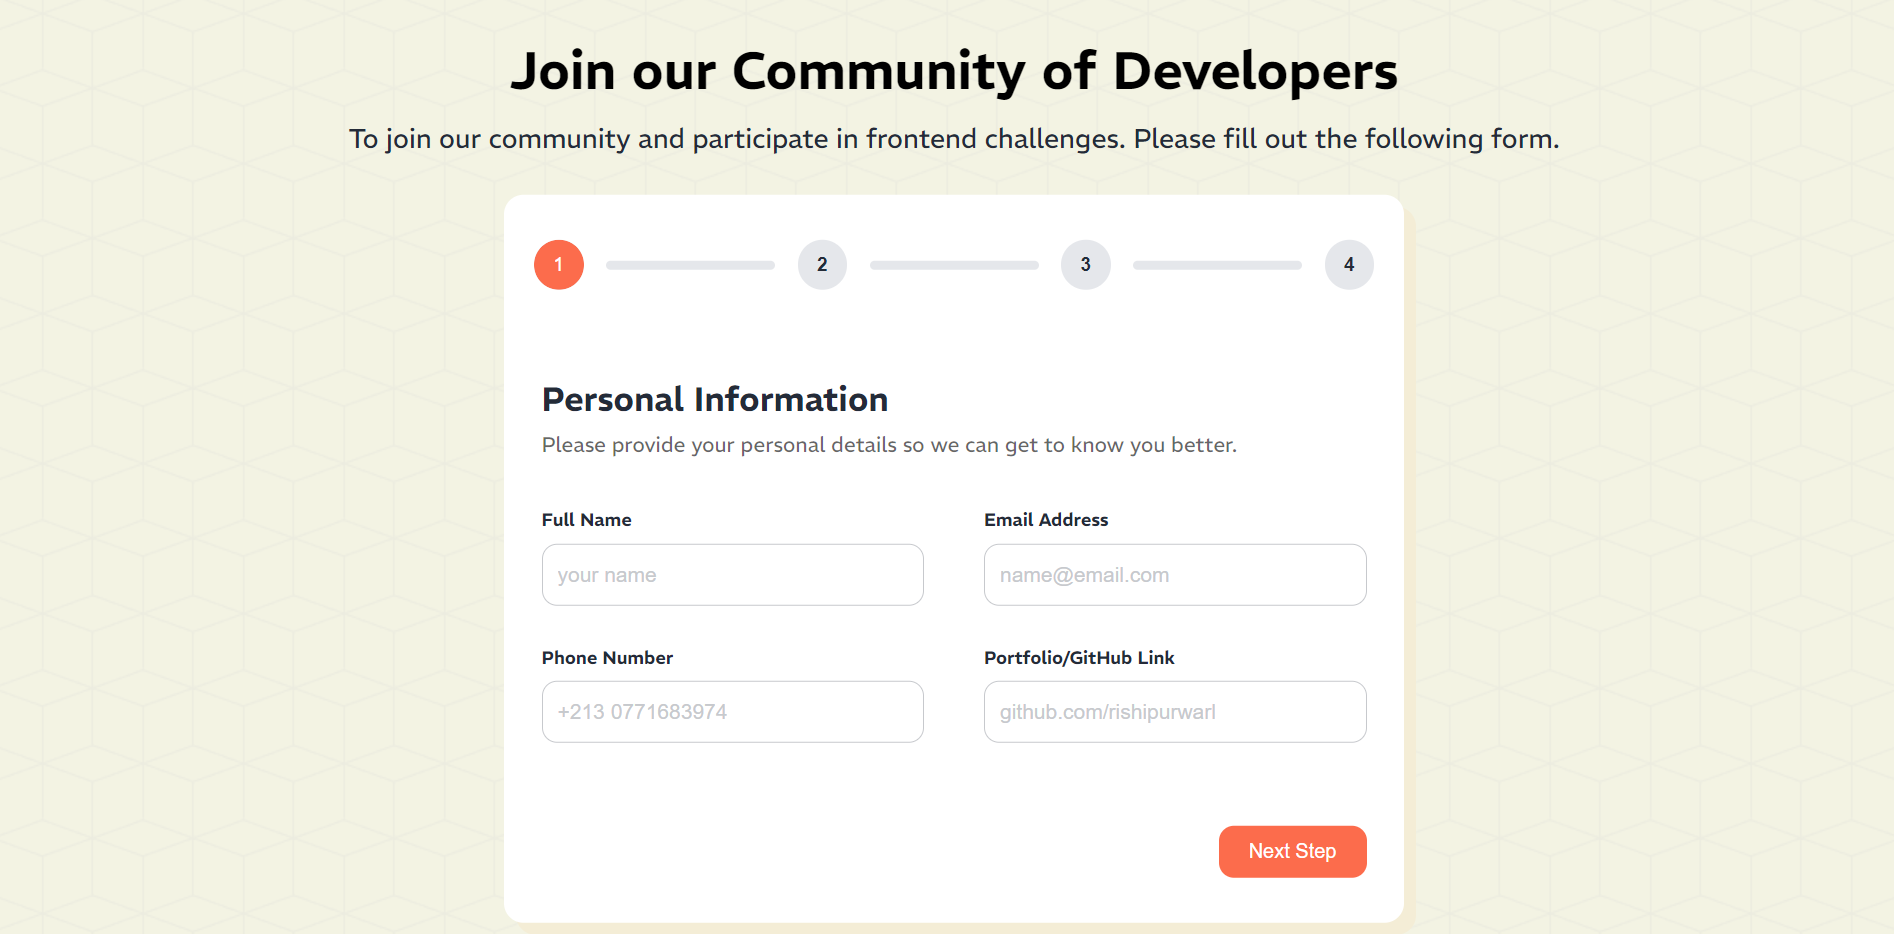 Join our Community of Developers
To join our community and participate in frontend challenges. Please fill out the following form.
1 2 3 4
Personal Information
Please provide your personal details so we can get to know you better.
Full Name Email Address
your name name@email.com
Phone Number Portfolio/GitHub Link
+213 0771683974 github.com/rishipurwarl
Next Step